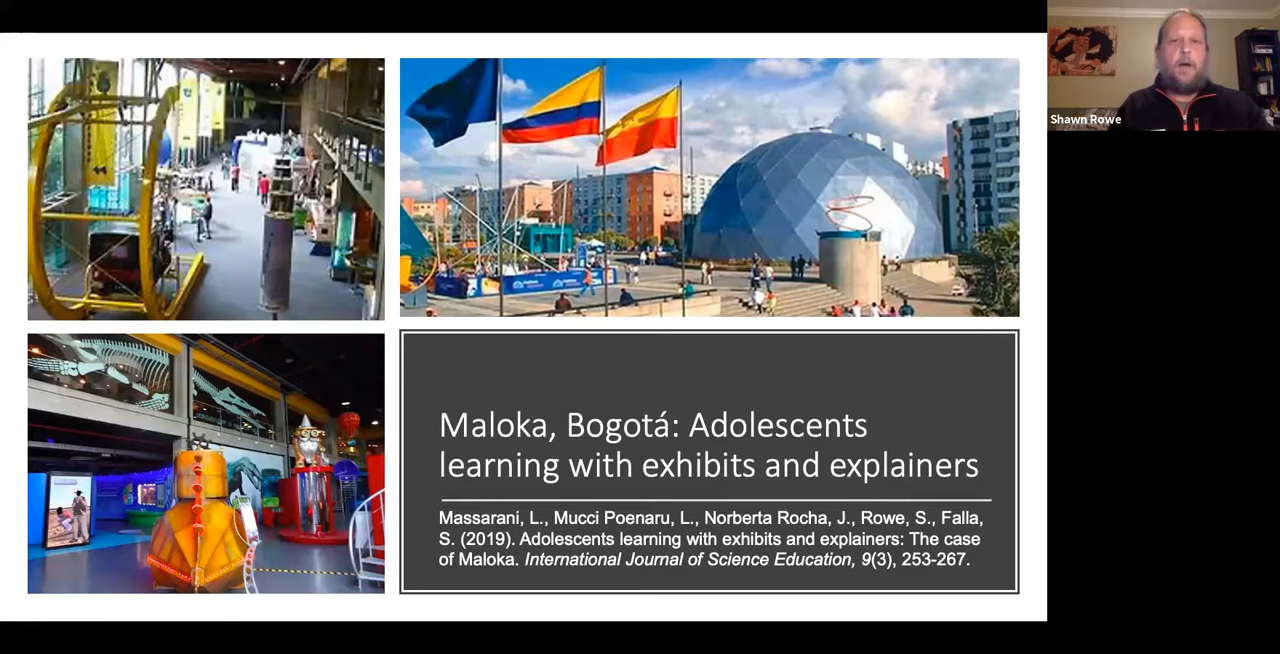 Shawn Rowe
Maloka, Bogotá: Adolescents
learning with exhibits and explainers
Massarani, L., Mucci Poenaru, L., Norberta Rocha, J., Rowe, S., Falla,
S. (2019). Adolescents learning with exhibits and explainers: The case
of Maloka. International Journal of Science Education, 9(3), 253-267.